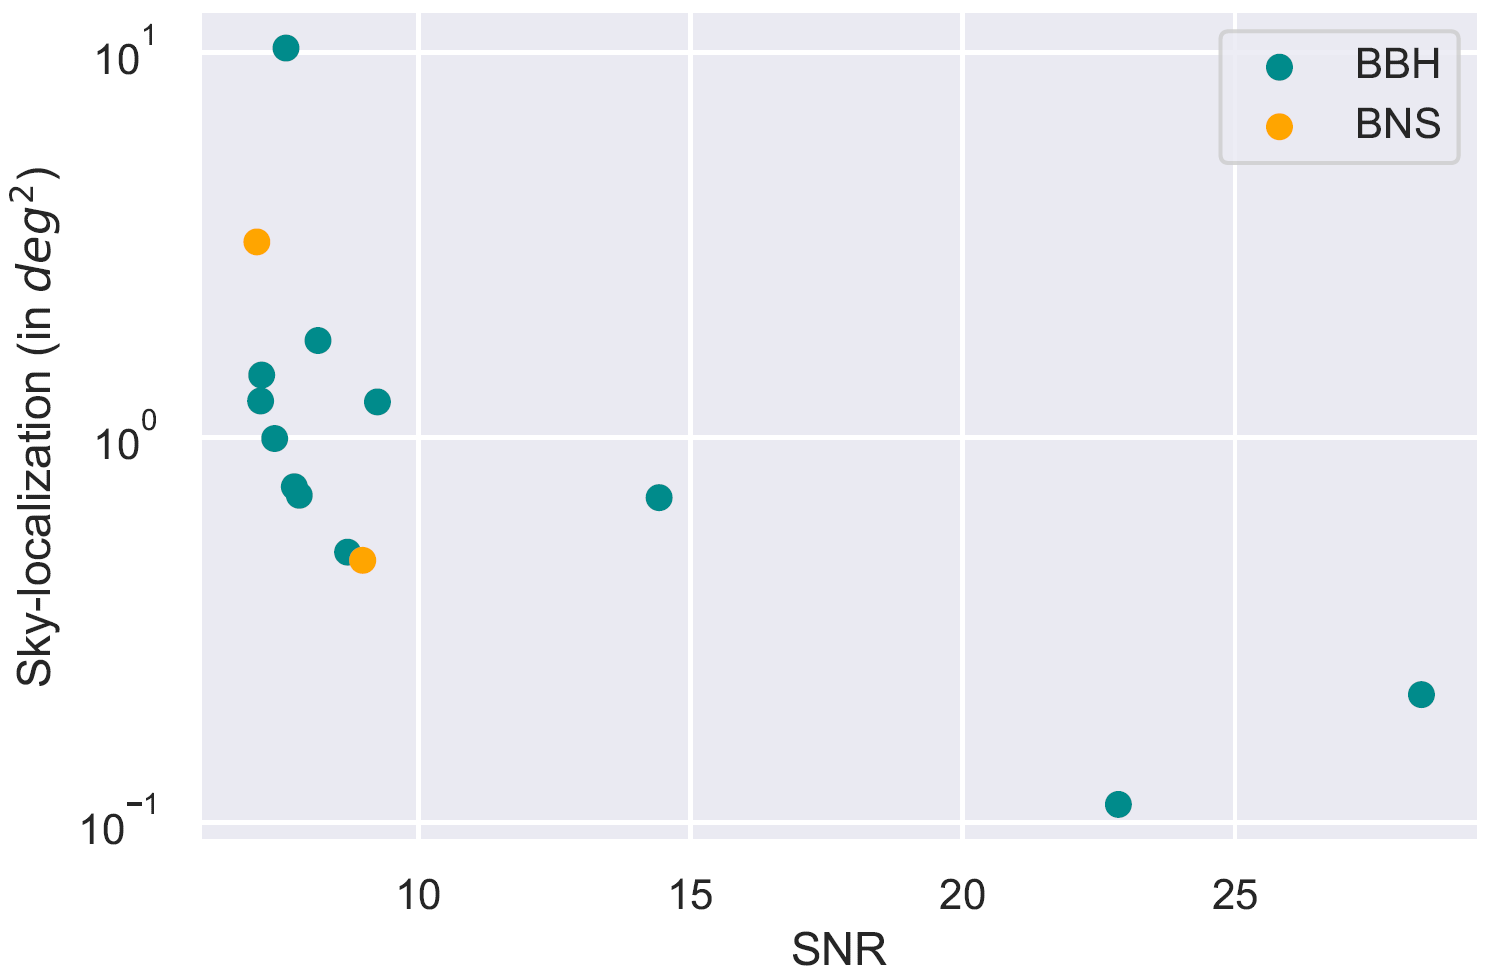 BBH
BNS
10^1
10^0
10^−1
Sky-localization (in deg^2)
10 15 20 25
SNR